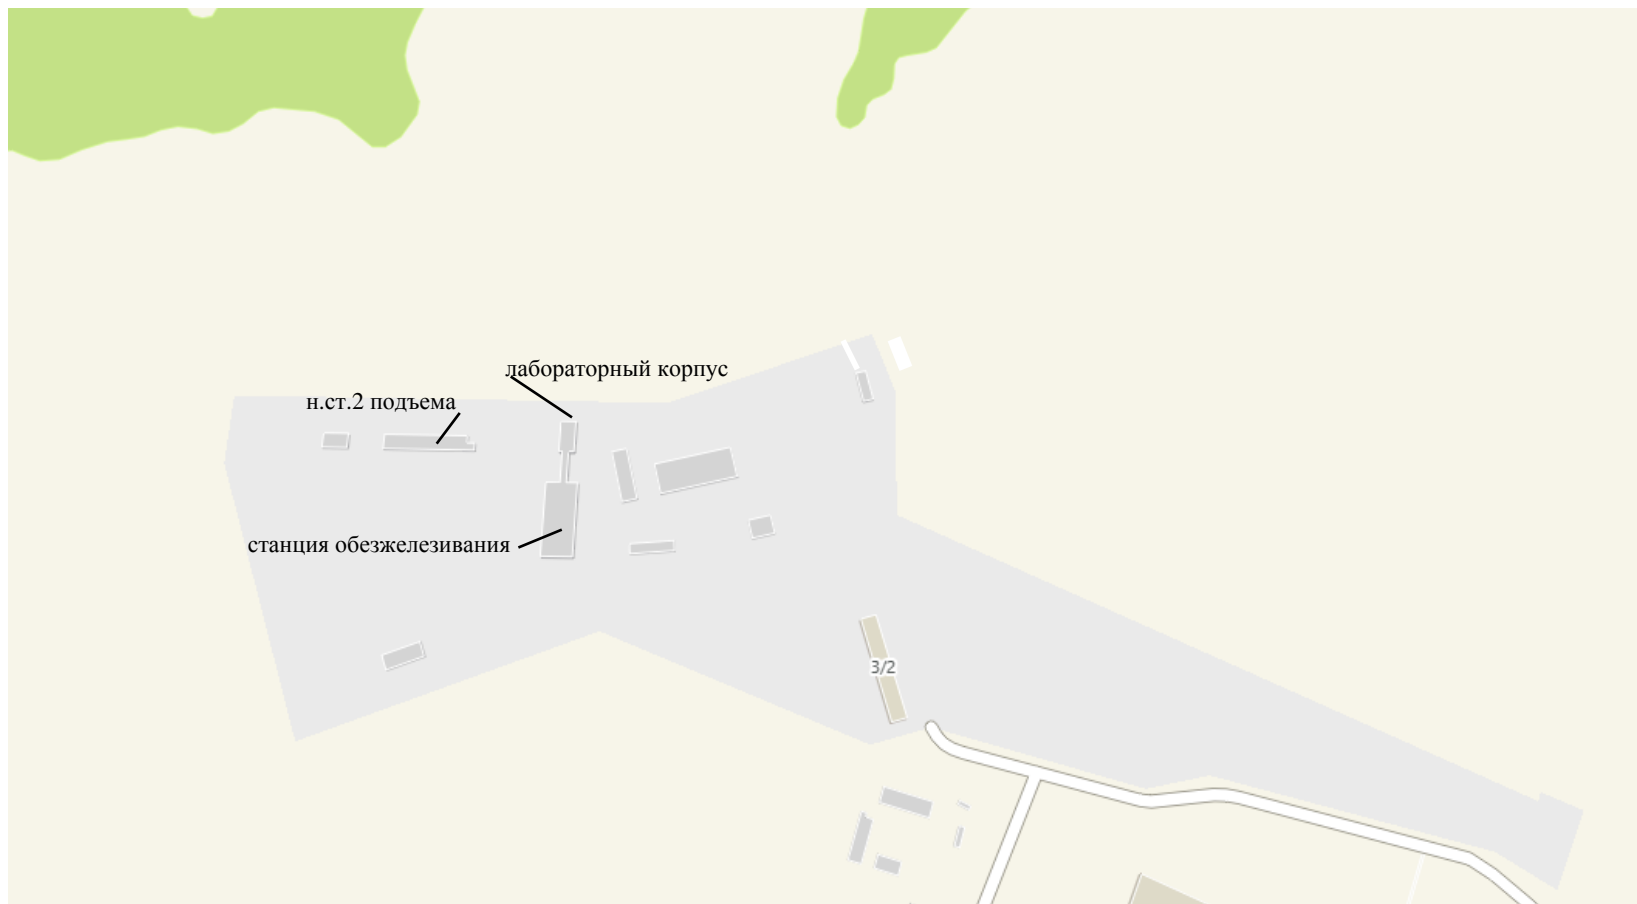 лабораторный корпус
н.ст.2 подъема
станция обезжелезивания
3/2